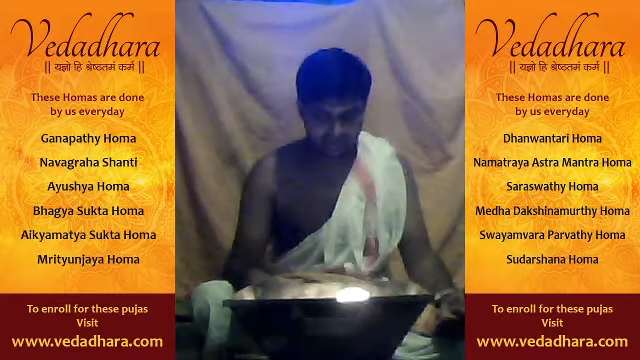 Vedadhara
|| यज्ञो हि श्रेष्ठतमं कर्म ||
These Homas are done
by us everyday
Ganapathy Homa
Navagraha Shanti
Ayushya Homa
Bhagya Sukta Homa
Aikyamatya Sukta Homa
Mrityunjaya Homa
To enroll for these pujas
Visit
www.vedadhara.com
Vedadhara
|| यज्ञो हि श्रेष्ठतमं कर्म ||
These Homas are done
by us everyday
Dhanwantari Homa
Namatraya Astra Mantra Homa
Saraswathy Homa
Medha Dakshinamurthy Homa
Swayamvara Parvathy Homa
Sudarshana Homa
To enroll for these pujas
Visit
www.vedadhara.com